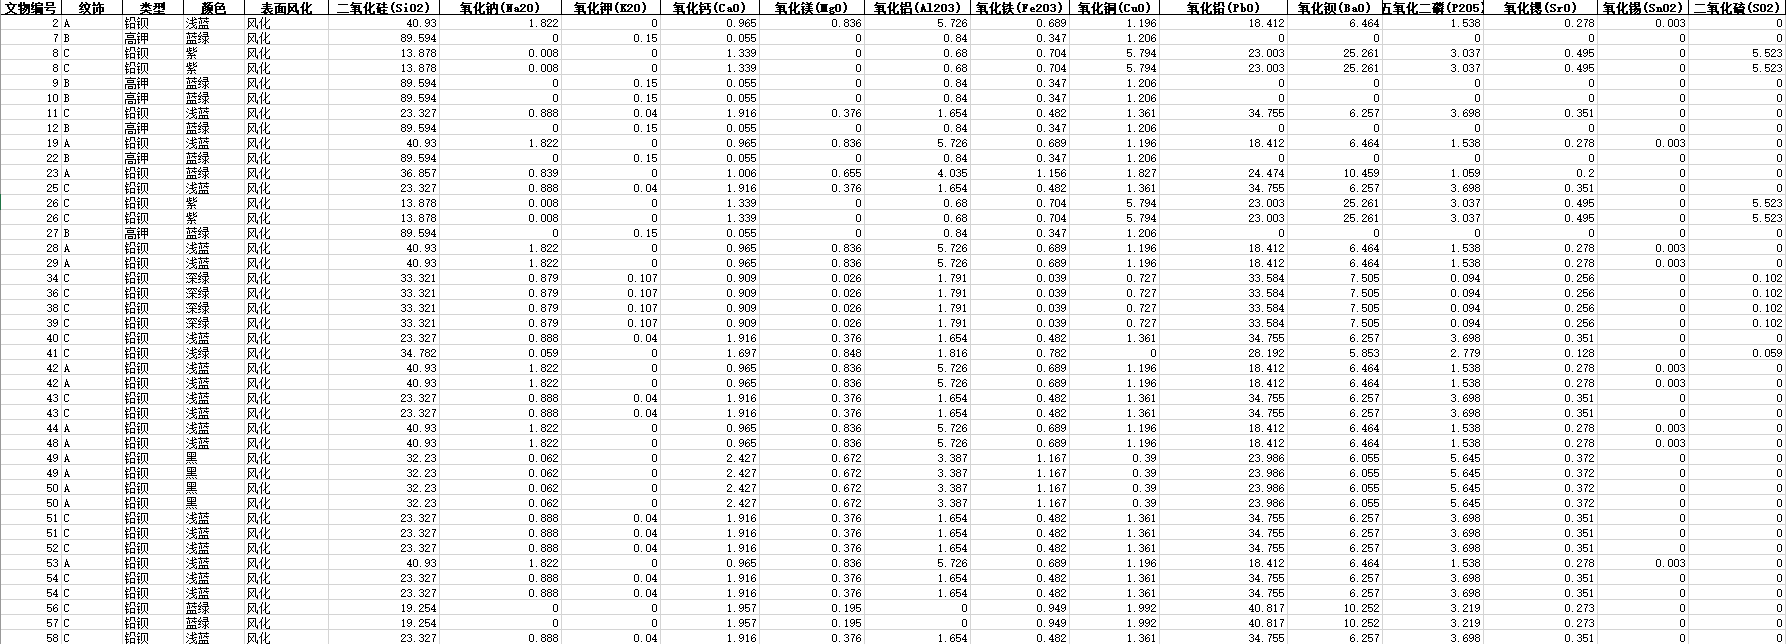 文物编号 纹饰 类型 颜色 表面风化 二氧化硅(SiO2) 氧化钠(Na2O) 氧化钾(K2O) 氧化钙(CaO) 氧化镁(MgO) 氧化铝(Al2O3) 氧化铁(Fe2O3) 氧化铜(CuO) 氧化铅(PbO) 氧化钡(BaO) 五氧化二磷(P2O5) 氧化锶(SrO) 氧化锡(SnO2) 二氧化硫(SO2)
2 A 铅钡 浅蓝 风化 40.93 1.822 0 0.965 0.836 5.726 0.689 1.196 18.412 6.464 1.538 0.278 0.003 0
7 B 高钾 蓝绿 风化 89.594 0 0.15 0.055 0 0.84 0.347 1.206 0 0 0 0 0 0
8 C 铅钡 紫 风化 13.878 0.008 0 1.339 0 0.68 0.704 5.794 23.003 25.261 3.037 0.495 0 5.523
8 C 铅钡 紫 风化 13.878 0.008 0 1.339 0 0.68 0.704 5.794 23.003 25.261 3.037 0.495 0 5.523
9 B 高钾 蓝绿 风化 89.594 0 0.15 0.055 0 0.84 0.347 1.206 0 0 0 0 0 0
10 B 高钾 蓝绿 风化 89.594 0 0.15 0.055 0 0.84 0.347 1.206 0 0 0 0 0 0
11 C 铅钡 浅蓝 风化 23.327 0.888 0.04 1.916 0.376 1.654 0.482 1.361 34.755 6.257 3.698 0.351 0 0
12 B 高钾 蓝绿 风化 89.594 0 0.15 0.055 0 0.84 0.347 1.206 0 0 0 0 0 0
19 A 铅钡 浅蓝 风化 40.93 1.822 0 0.965 0.836 5.726 0.689 1.196 18.412 6.464 1.538 0.278 0.003 0
22 B 高钾 蓝绿 风化 89.594 0 0.15 0.055 0 0.84 0.347 1.206 0 0 0 0 0 0
23 A 铅钡 蓝绿 风化 36.857 0.839 0 1.006 0.655 4.035 1.156 1.827 24.474 10.459 1.059 0.2 0 0
25 C 铅钡 浅蓝 风化 23.327 0.888 0.04 1.916 0.376 1.654 0.482 1.361 34.755 6.257 3.698 0.351 0 0
26 C 铅钡 紫 风化 13.878 0.008 0 1.339 0 0.68 0.704 5.794 23.003 25.261 3.037 0.495 0 5.523
26 C 铅钡 紫 风化 13.878 0.008 0 1.339 0 0.68 0.704 5.794 23.003 25.261 3.037 0.495 0 5.523
27 B 高钾 蓝绿 风化 89.594 0 0.15 0.055 0 0.84 0.347 1.206 0 0 0 0 0 0
28 A 铅钡 浅蓝 风化 40.93 1.822 0 0.965 0.836 5.726 0.689 1.196 18.412 6.464 1.538 0.278 0.003 0
29 A 铅钡 浅蓝 风化 40.93 1.822 0 0.965 0.836 5.726 0.689 1.196 18.412 6.464 1.538 0.278 0.003 0
34 C 铅钡 深绿 风化 33.321 0.879 0.107 0.909 0.026 1.791 0.039 0.727 33.584 7.505 0.094 0.256 0 0.102
36 C 铅钡 深绿 风化 33.321 0.879 0.107 0.909 0.026 1.791 0.039 0.727 33.584 7.505 0.094 0.256 0 0.102
38 C 铅钡 深绿 风化 33.321 0.879 0.107 0.909 0.026 1.791 0.039 0.727 33.584 7.505 0.094 0.256 0 0.102
39 C 铅钡 深绿 风化 33.321 0.879 0.107 0.909 0.026 1.791 0.039 0.727 33.584 7.505 0.094 0.256 0 0.102
40 C 铅钡 浅蓝 风化 23.327 0.888 0.04 1.916 0.376 1.654 0.482 1.361 34.755 6.257 3.698 0.351 0 0
41 C 铅钡 浅绿 风化 34.782 0.059 0 1.697 0.848 1.816 0.782 0 28.192 5.853 2.779 0.128 0 0.059
42 A 铅钡 浅蓝 风化 40.93 1.822 0 0.965 0.836 5.726 0.689 1.196 18.412 6.464 1.538 0.278 0.003 0
42 A 铅钡 浅蓝 风化 40.93 1.822 0 0.965 0.836 5.726 0.689 1.196 18.412 6.464 1.538 0.278 0.003 0
43 C 铅钡 浅蓝 风化 23.327 0.888 0.04 1.916 0.376 1.654 0.482 1.361 34.755 6.257 3.698 0.351 0 0
43 C 铅钡 浅蓝 风化 23.327 0.888 0.04 1.916 0.376 1.654 0.482 1.361 34.755 6.257 3.698 0.351 0 0
44 A 铅钡 浅蓝 风化 40.93 1.822 0 0.965 0.836 5.726 0.689 1.196 18.412 6.464 1.538 0.278 0.003 0
48 A 铅钡 浅蓝 风化 40.93 1.822 0 0.965 0.836 5.726 0.689 1.196 18.412 6.464 1.538 0.278 0.003 0
49 A 铅钡 黑 风化 32.23 0.062 0 2.427 0.672 3.387 1.167 0.39 23.986 6.055 5.645 0.372 0 0
49 A 铅钡 黑 风化 32.23 0.062 0 2.427 0.672 3.387 1.167 0.39 23.986 6.055 5.645 0.372 0 0
50 A 铅钡 黑 风化 32.23 0.062 0 2.427 0.672 3.387 1.167 0.39 23.986 6.055 5.645 0.372 0 0
50 A 铅钡 黑 风化 32.23 0.062 0 2.427 0.672 3.387 1.167 0.39 23.986 6.055 5.645 0.372 0 0
51 C 铅钡 浅蓝 风化 23.327 0.888 0.04 1.916 0.376 1.654 0.482 1.361 34.755 6.257 3.698 0.351 0 0
51 C 铅钡 浅蓝 风化 23.327 0.888 0.04 1.916 0.376 1.654 0.482 1.361 34.755 6.257 3.698 0.351 0 0
52 C 铅钡 浅蓝 风化 23.327 0.888 0.04 1.916 0.376 1.654 0.482 1.361 34.755 6.257 3.698 0.351 0 0
53 A 铅钡 浅蓝 风化 40.93 1.822 0 0.965 0.836 5.726 0.689 1.196 18.412 6.464 1.538 0.278 0.003 0
54 C 铅钡 浅蓝 风化 23.327 0.888 0.04 1.916 0.376 1.654 0.482 1.361 34.755 6.257 3.698 0.351 0 0
54 C 铅钡 浅蓝 风化 23.327 0.888 0.04 1.916 0.376 1.654 0.482 1.361 34.755 6.257 3.698 0.351 0 0
56 C 铅钡 蓝绿 风化 19.254 0 0 1.957 0.195 0 0.949 1.992 40.817 10.252 3.219 0.273 0 0
57 C 铅钡 蓝绿 风化 19.254 0 0 1.957 0.195 0 0.949 1.992 40.817 10.252 3.219 0.273 0 0
58 C 铅钡 浅蓝 风化 23.327 0.888 0.04 1.916 0.376 1.654 0.482 1.361 34.755 6.257 3.698 0.351 0 0